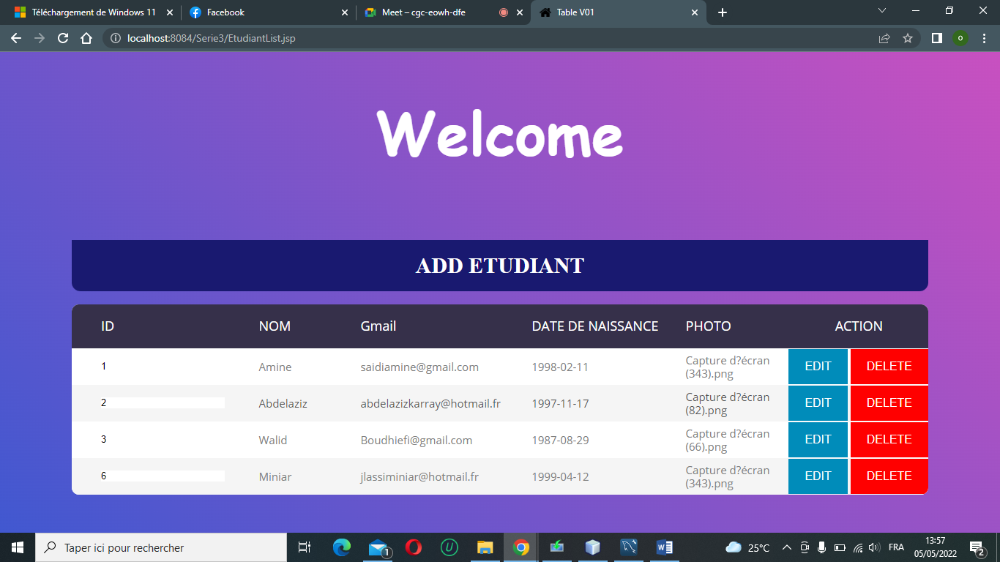 Téléchargement de Windows 11
Facebook
Meet – cgc-eowh-dfe
Table V01
localhost:8084/Serie3/EtudiantList.jsp
o
Welcome
ADD ETUDIANT
ID NOM Gmail DATE DE NAISSANCE PHOTO ACTION
1 Amine saidiamine@gmail.com 1998-02-11 Capture d?écran (343).png EDIT DELETE
2 Abdelaziz abdelazizkarray@hotmail.fr 1997-11-17 Capture d?écran (82).png EDIT DELETE
3 Walid Boudhiefi@gmail.com 1987-08-29 Capture d?écran (66).png EDIT DELETE
6 Miniar jlassiminiar@hotmail.fr 1999-04-12 Capture d?écran (343).png EDIT DELETE
Taper ici pour rechercher
1
U
W
25°C
FRA
13:57
05/05/2022
2